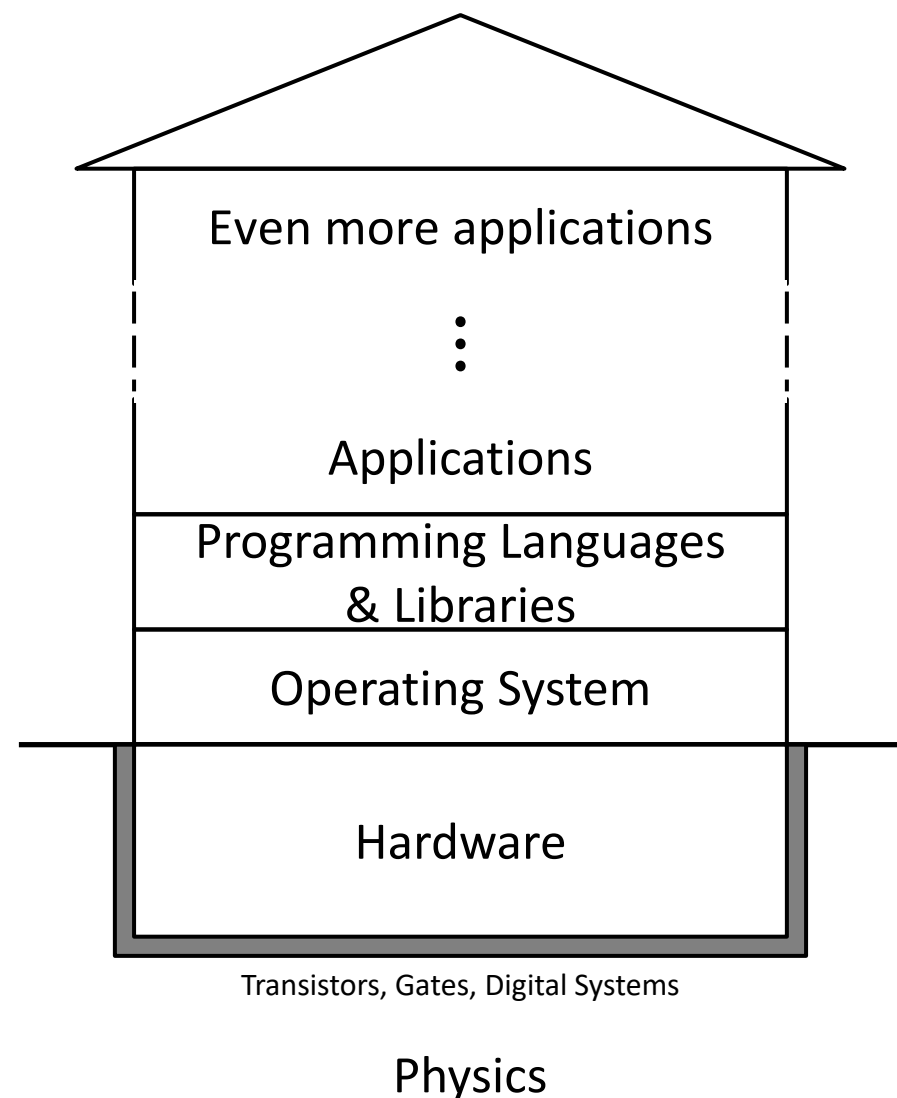 Even more applications
Applications
Programming Languages
& Libraries
Operating System
Hardware
Transistors, Gates, Digital Systems
Physics